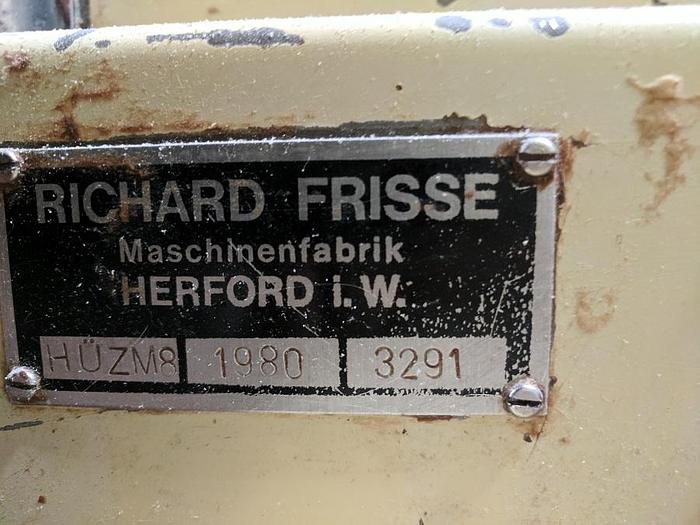 RICHARD FRISSE
Maschinenfabrik
HERFORD I. W.
HÜZM8 1980 3291